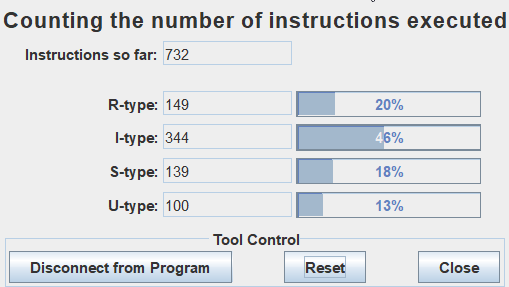 Counting the number of instructions executed
Instructions so far: 732
R-type: 149 20%
I-type: 344 46%
S-type: 139 18%
U-type: 100 13%
Tool Control
Disconnect from Program Reset Close